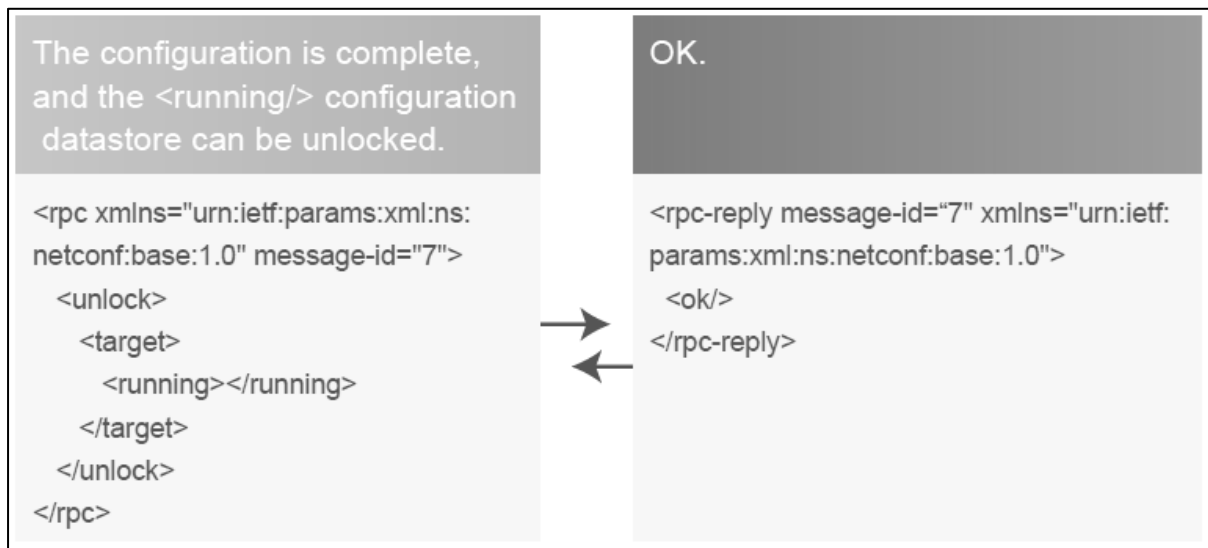 The configuration is complete,
and the <running/> configuration
datastore can be unlocked.
<rpc xmlns="urn:ietf:params:xml:ns:
netconf:base:1.0" message-id="7">
<unlock>
<target>
<running></running>
</target>
</unlock>
</rpc>
OK.
<rpc-reply message-id=“7" xmlns="urn:ietf:
params:xml:ns:netconf:base:1.0">
<ok/>
</rpc-reply>